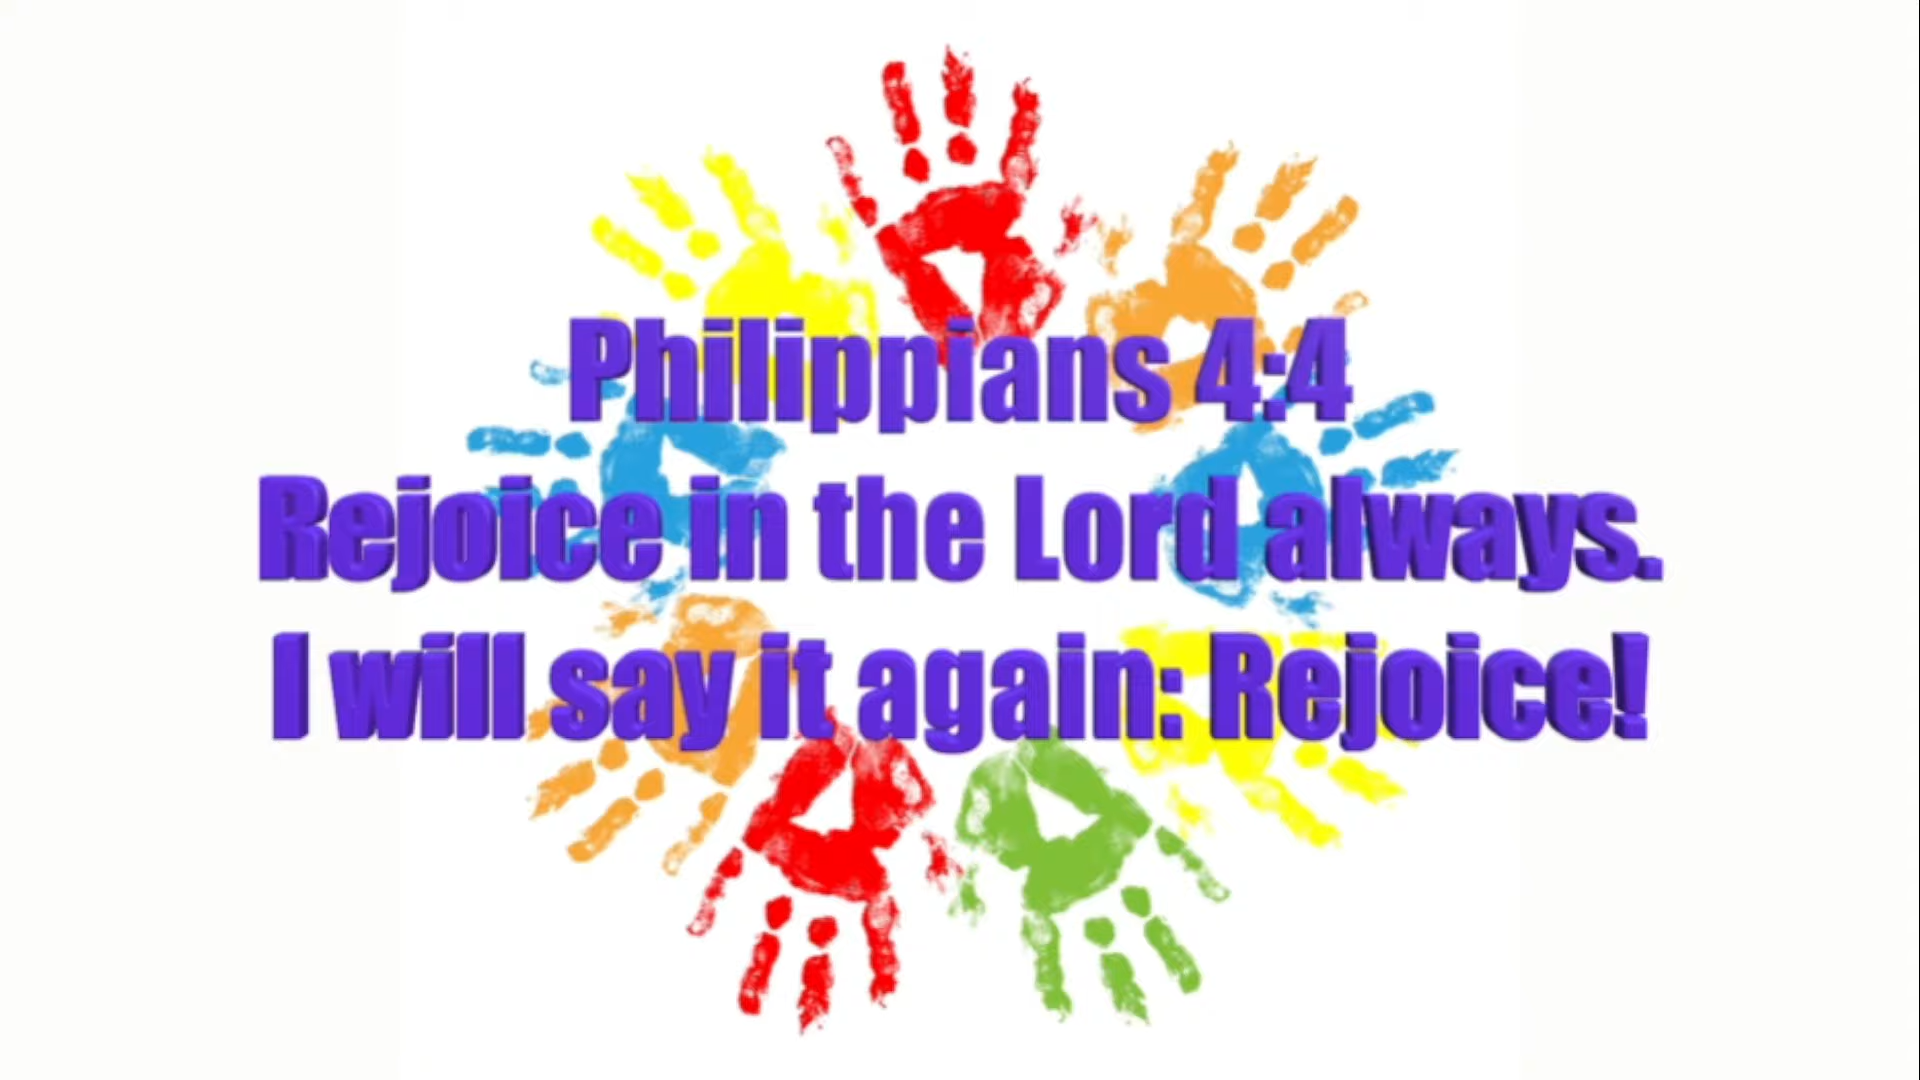 Philippians 4:4
Rejoice in the Lord always.
I will say it again: Rejoice!